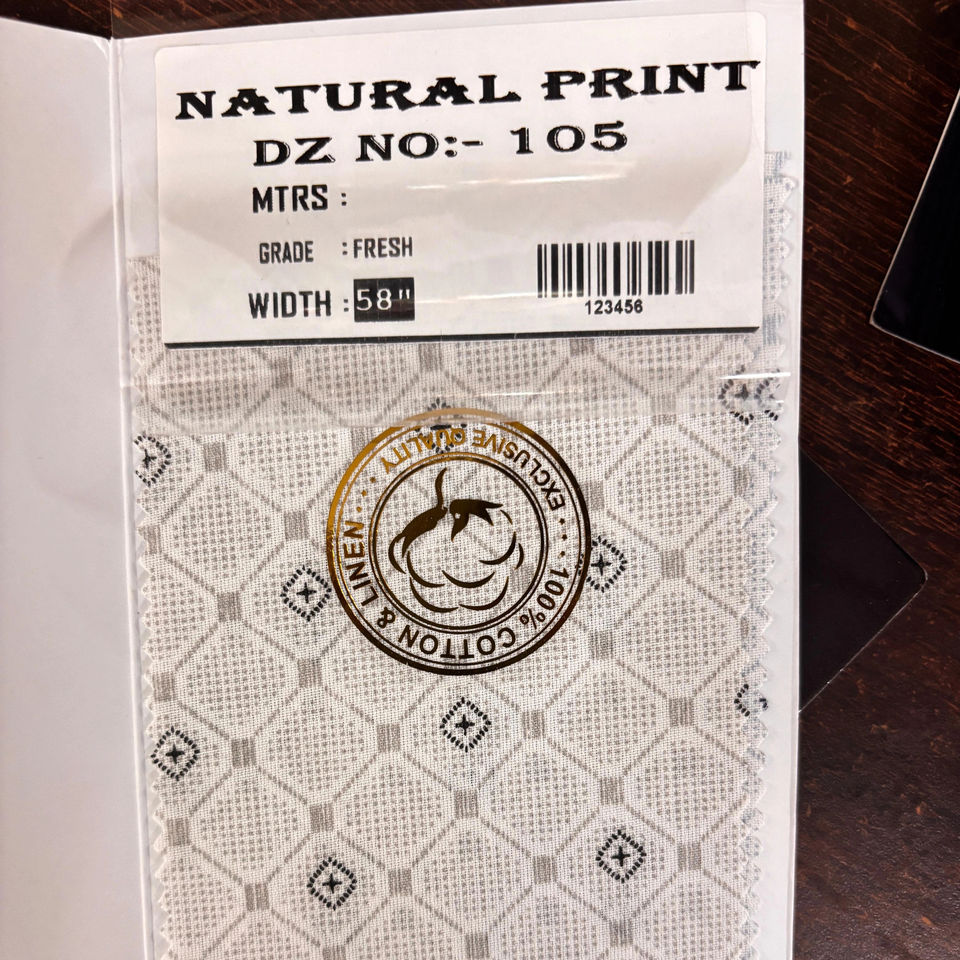 NATURAL PRINT
DZ NO:- 105
MTRS :
GRADE : FRESH
WIDTH : 58"
123456
EXCLUSIVE QUALITY
100% COTTON & LINEN